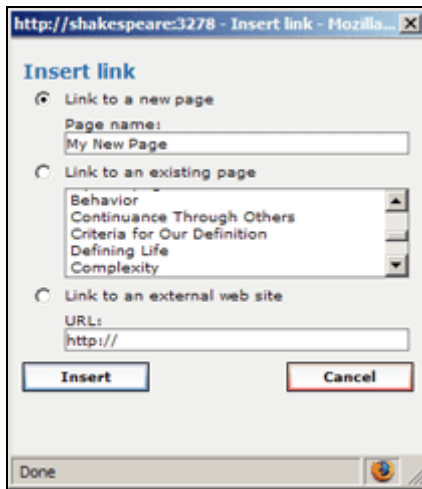 http://shakespeare:3278 - Insert link - Mozilla...
Insert link
Link to a new page
Page name:
My New Page
Link to an existing page
Behavior
Continuance Through Others
Criteria for Our Definition
Defining Life
Complexity
Link to an external web site
URL:
http://
Insert Cancel
Done